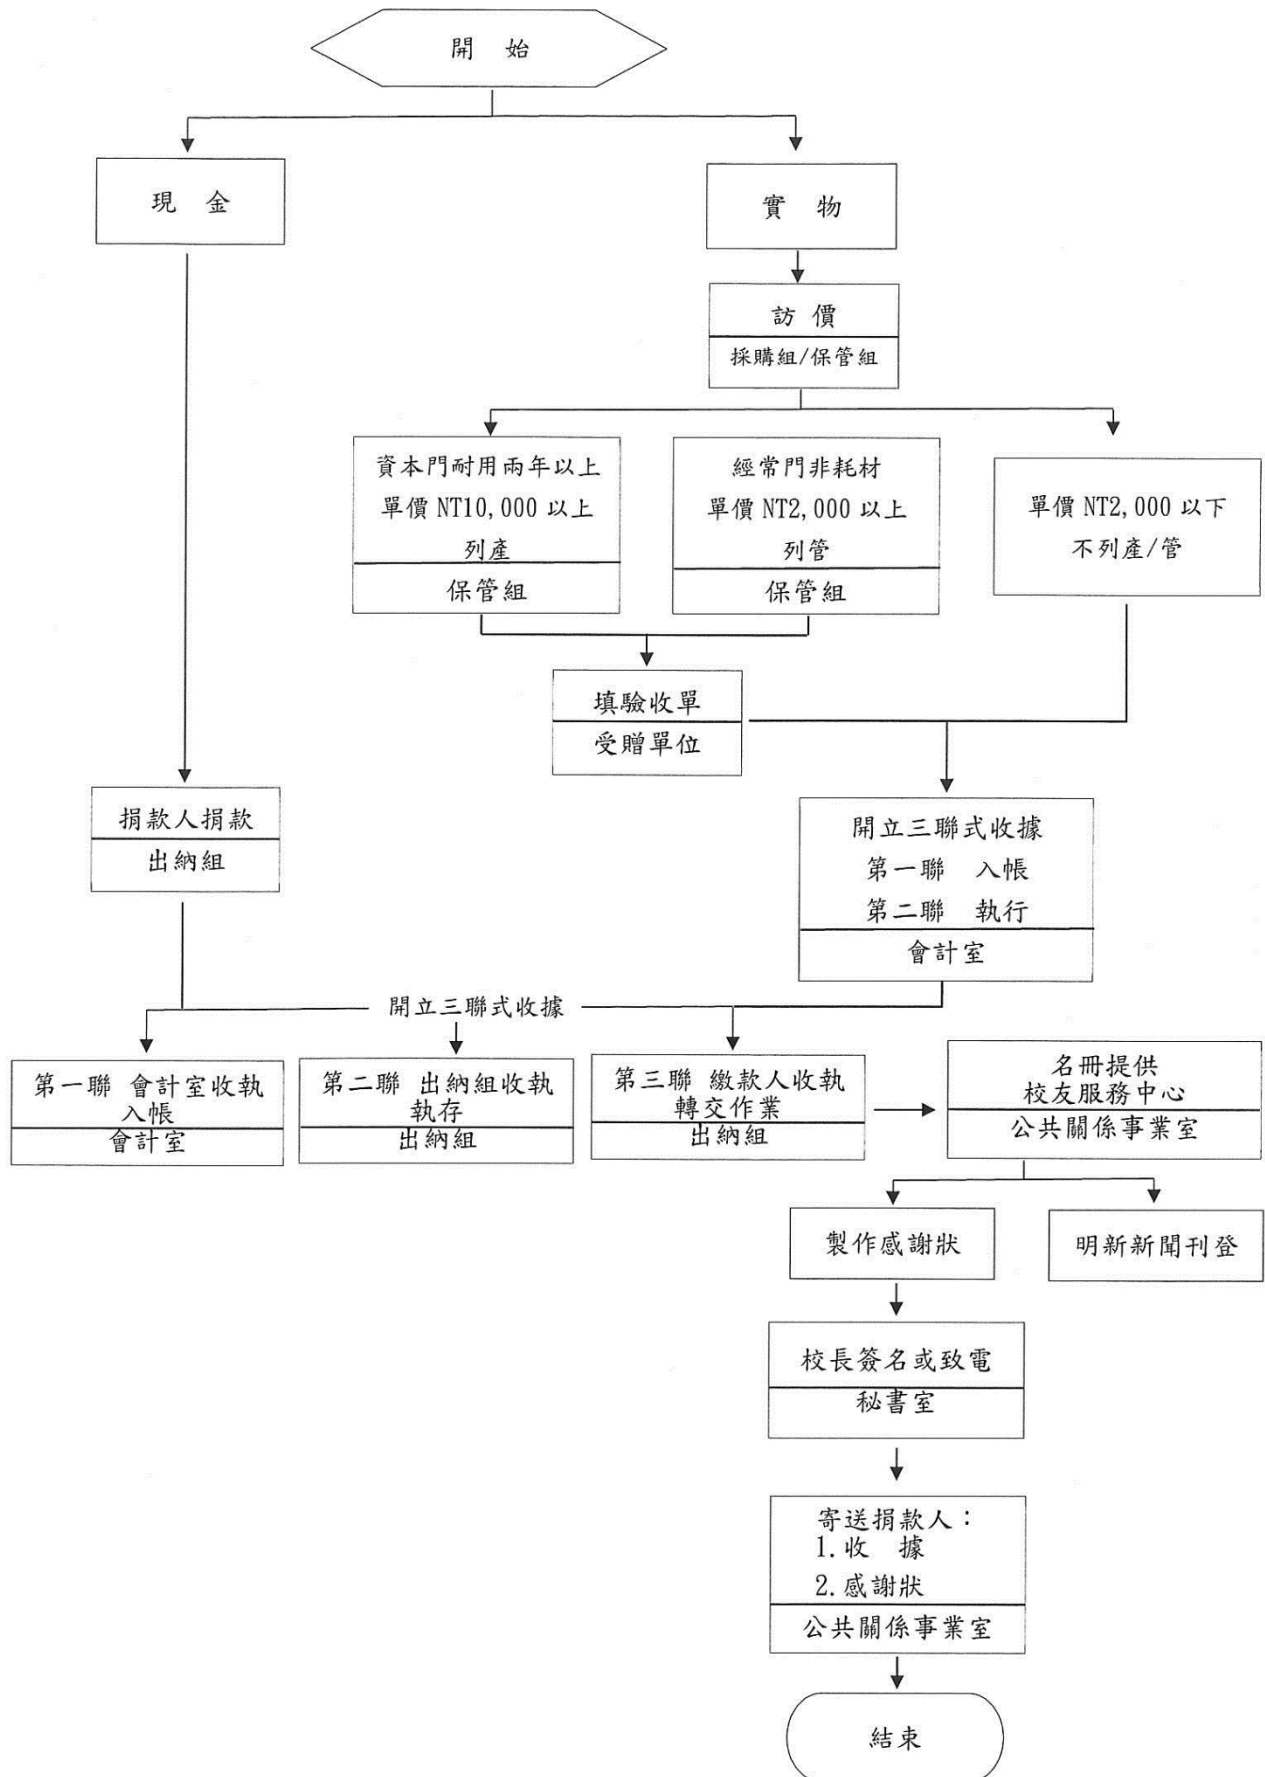 開 始
現 金
實 物
訪 價
採購組/保管組
資本門耐用兩年以上
單價 NT10,000 以上
列產
保管組
經常門非耗材
單價 NT2,000 以上
列管
保管組
單價 NT2,000 以下
不列產/管
填驗收單
受贈單位
捐款人捐款
出納組
開立三聯式收據
第一聯 入帳
第二聯 執行
會計室
開立三聯式收據
第一聯 會計室收執
入帳
會計室
第二聯 出納組收執
執存
出納組
第三聯 繳款人收執
轉交作業
出納組
名冊提供
校友服務中心
公共關係事業室
製作感謝狀
明新新聞刊登
校長簽名或致電
秘書室
寄送捐款人：
1.收 據
2.感謝狀
公共關係事業室
結束